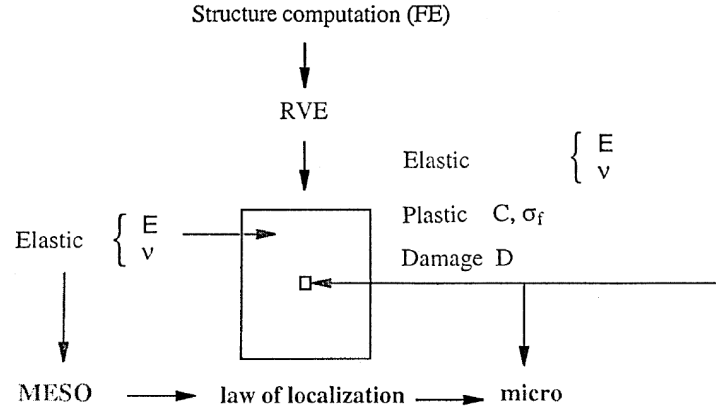 Structure computation (FE)
RVE
Elastic { E ν
Plastic C, σf
Damage D
Elastic { E ν
MESO law of localization micro